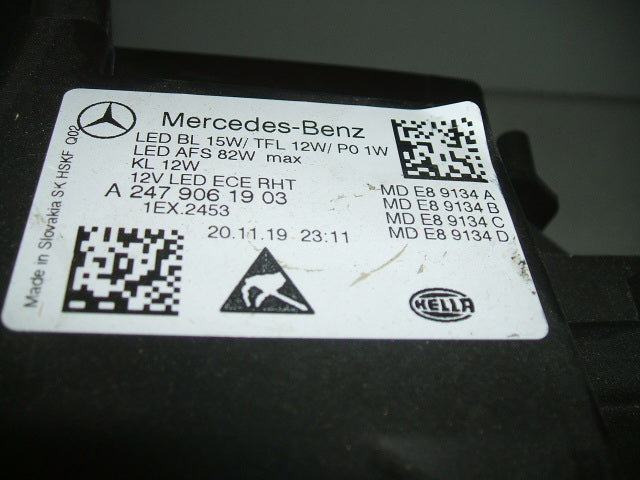 Mercedes-Benz
LED BL 15W/ TFL 12W/ PO 1W
LED AFS 82W max
KL 12W
12V LED ECE RHT
A 247 906 19 03
1EX.2453
20.11.19 23:11
MD E8 9134 A
MD E8 9134 B
MD E8 9134 C
MD E8 9134 D
Made in Slovakia SK HSKF Q02
HELLA